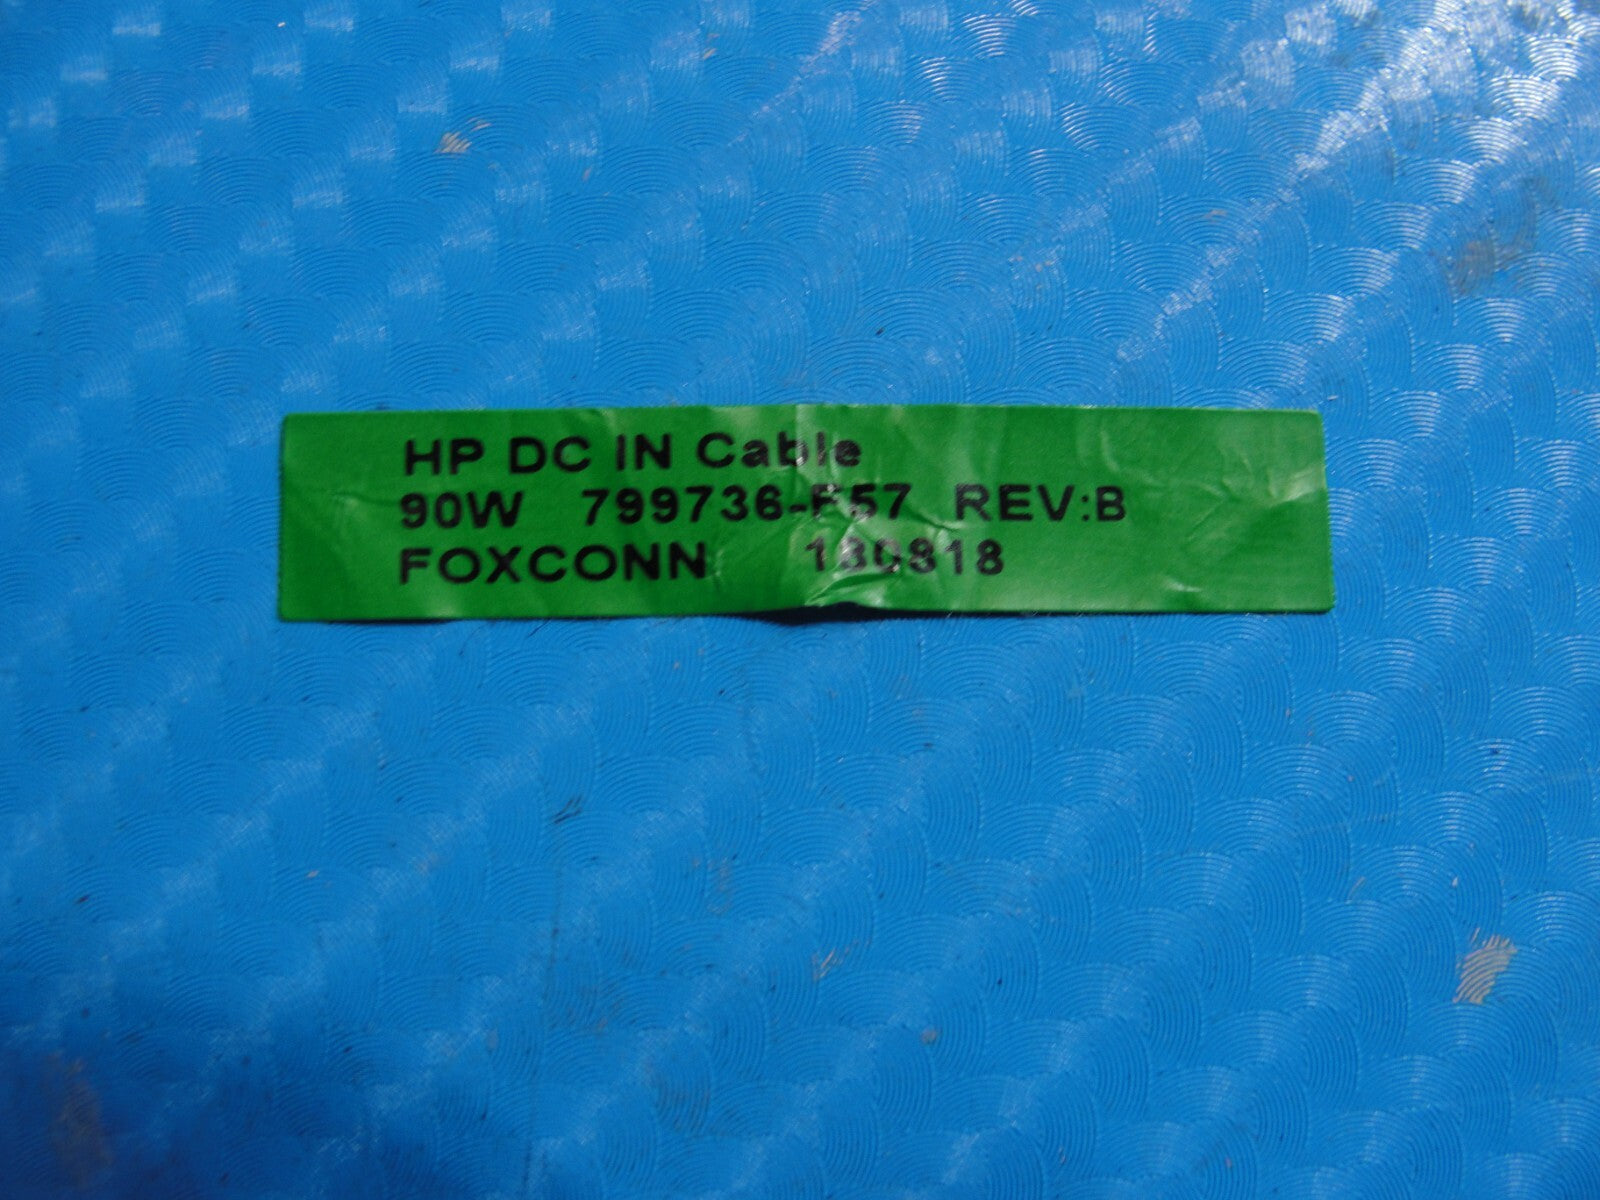 HP DC IN Cable
90W 799736-F57 REV:B
FOXCONN 180818